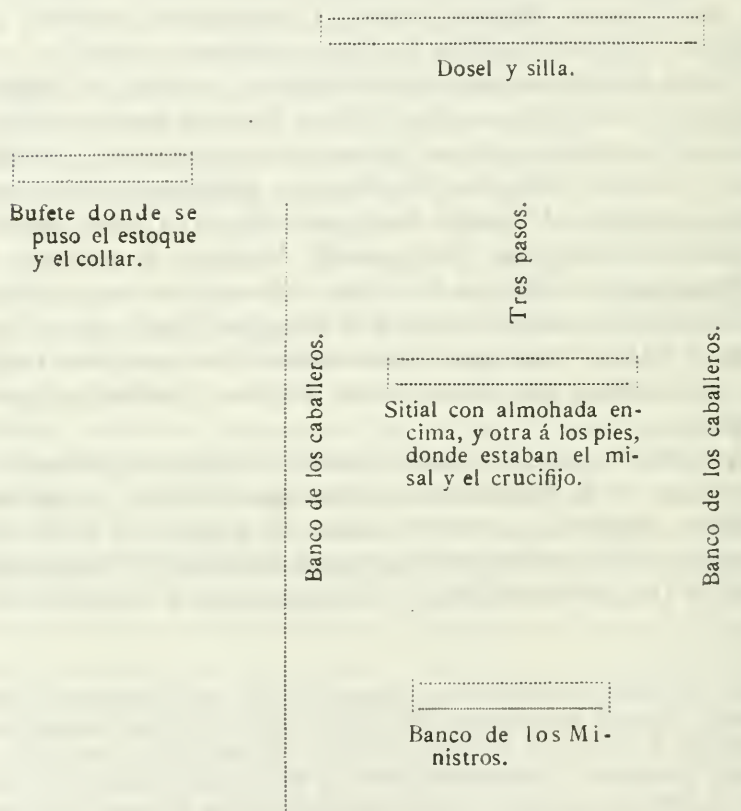 Dosel y silla.
Bufete donde se
puso el estoque
y el collar.
Tres pasos.
Banco de los caballeros.
Sitial con almohada en-
cima, y otra á los pies,
donde estaban el mi-
sal y el crucifijo.
Banco de los caballeros.
Banco de los Mi-
nistros.